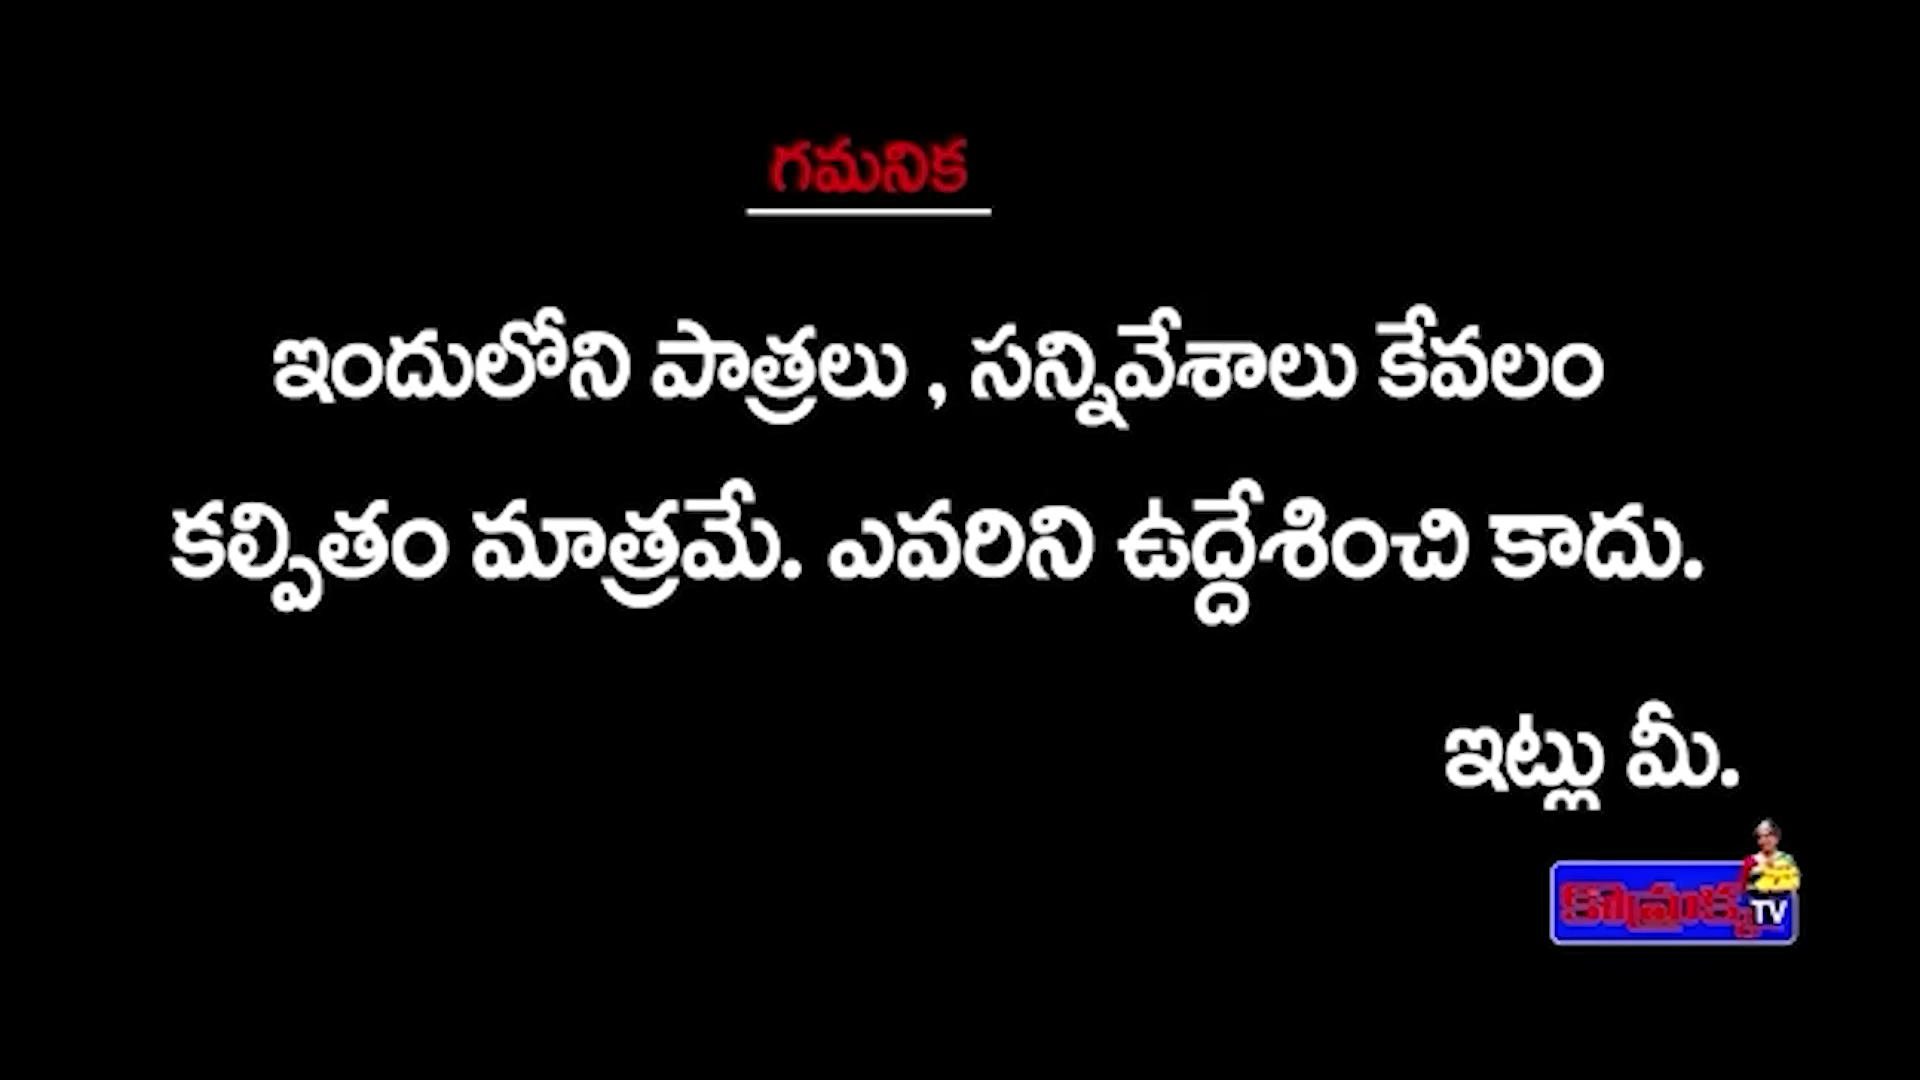 గమనిక
ఇందులోని పాత్రలు , సన్నివేశాలు కేవలం
కల్పితం మాత్రమే. ఎవరిని ఉద్దేశించి కాదు.
ఇట్లు మీ.
TV